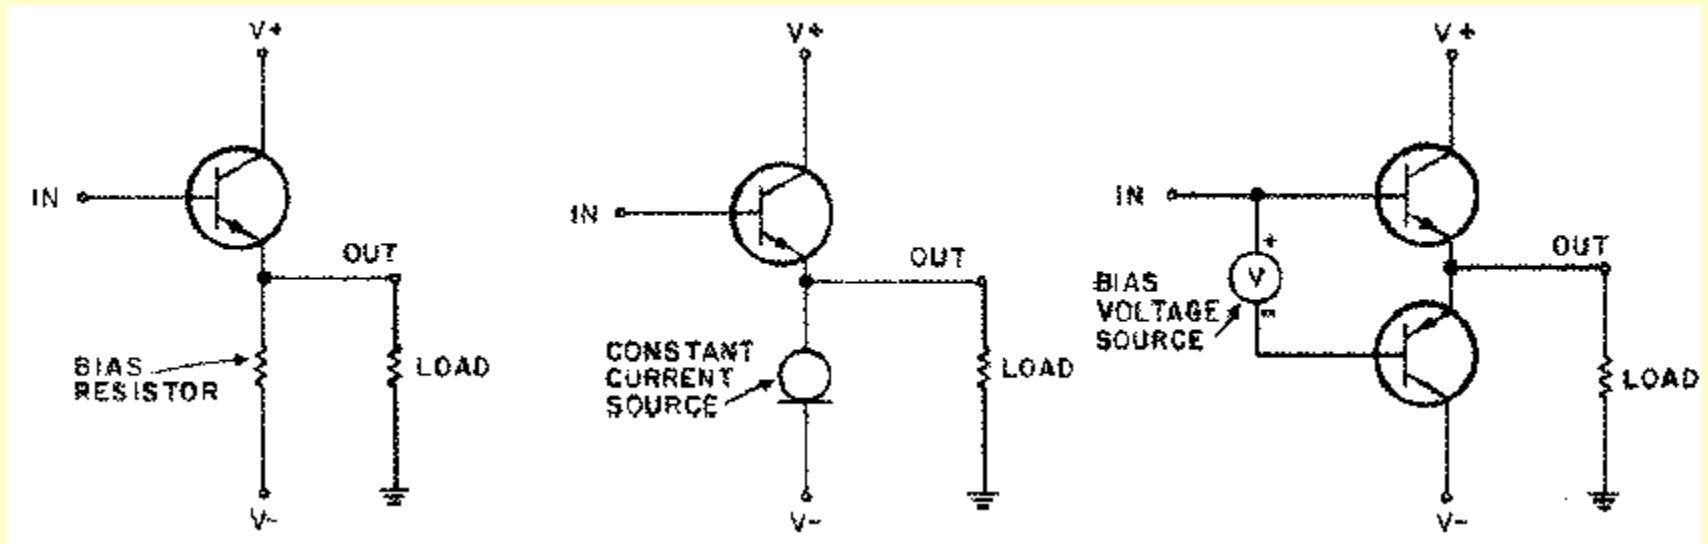 V+
IN
OUT
BIAS
RESISTOR
LOAD
V-
V+
IN
OUT
CONSTANT
CURRENT
SOURCE
LOAD
V-
V+
IN
OUT
+
V
-
BIAS
VOLTAGE
SOURCE
LOAD
V-